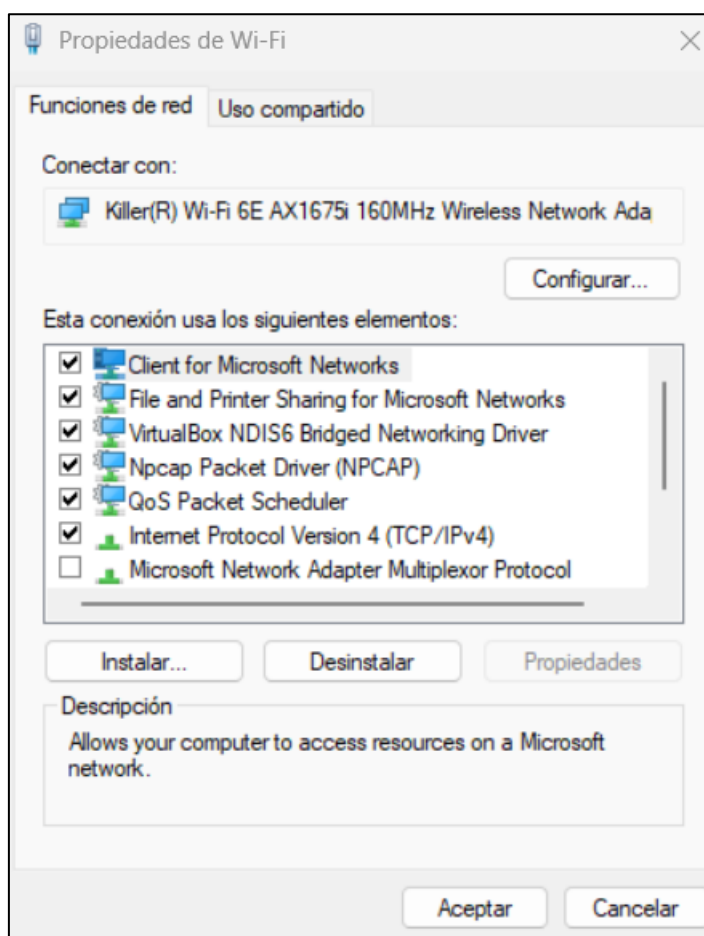 Propiedades de Wi-Fi
Funciones de red Uso compartido
Conectar con:
Killer(R) Wi-Fi 6E AX1675i 160MHz Wireless Network Ada
Configurar...
Esta conexión usa los siguientes elementos:
Client for Microsoft Networks
File and Printer Sharing for Microsoft Networks
VirtualBox NDIS6 Bridged Networking Driver
Npcap Packet Driver (NPCAP)
QoS Packet Scheduler
Internet Protocol Version 4 (TCP/IPv4)
Microsoft Network Adapter Multiplexor Protocol
Instalar... Desinstalar Propiedades
Descripción
Allows your computer to access resources on a Microsoft
network.
Aceptar Cancelar